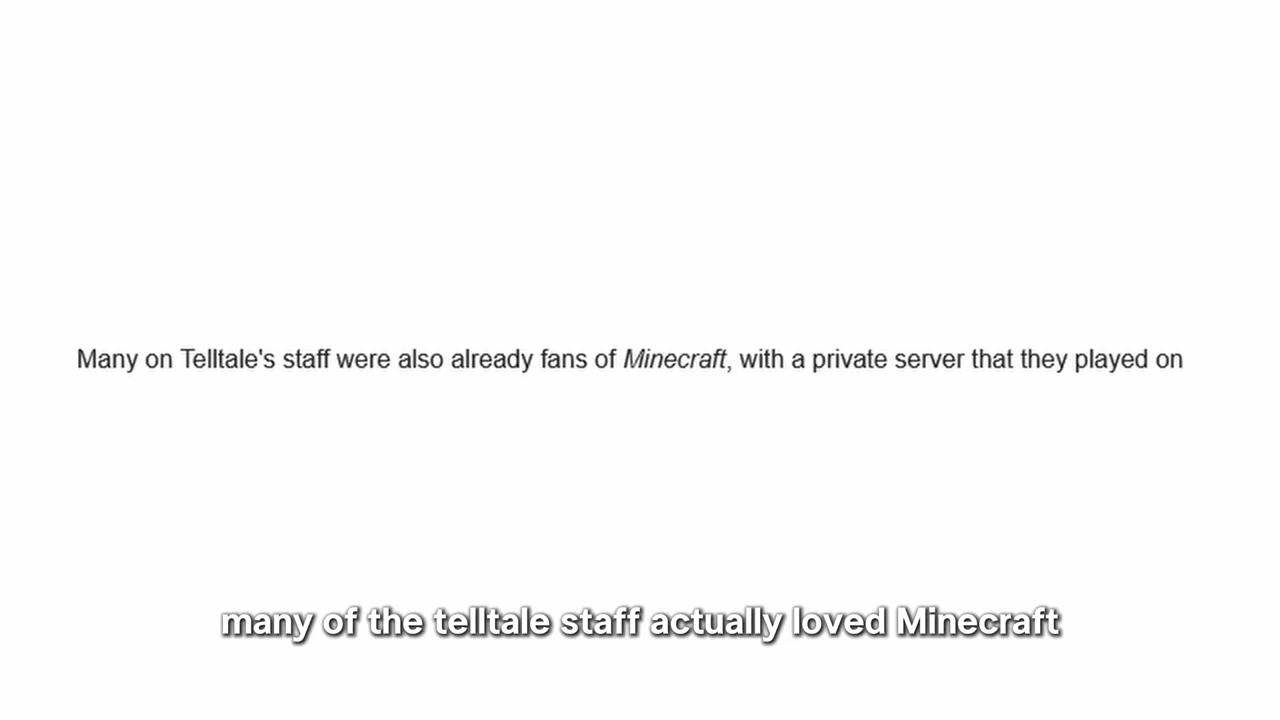 Many on Telltale's staff were also already fans of Minecraft, with a private server that they played on
many of the telltale staff actually loved Minecraft